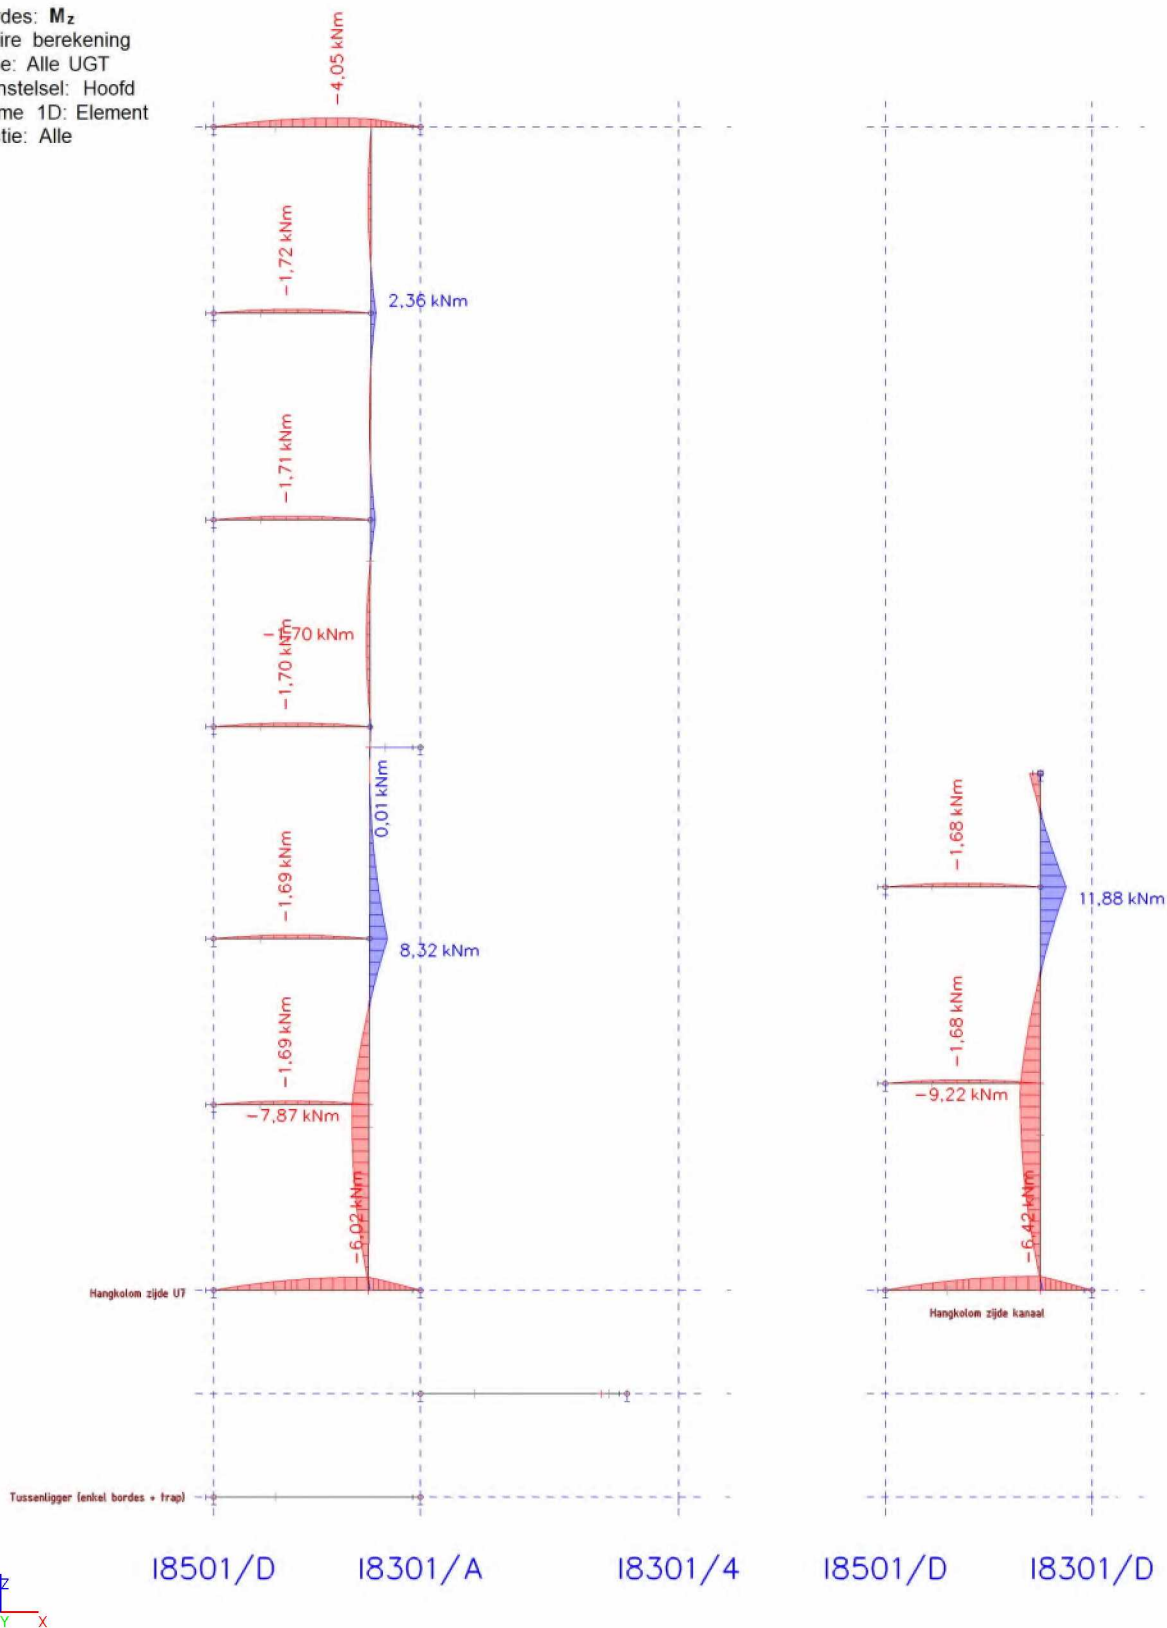 rdes: Mz
ire berekening
e: Alle UGT
nstelsel: Hoofd
me 1D: Element
tie: Alle
−4,05 kNm
−1,72 kNm
2,36 kNm
−1,71 kNm
−1,70 kNm
−1,70 kNm
0,01 kNm
−1,69 kNm
8,32 kNm
−1,69 kNm
−7,87 kNm
−6,02 kNm
Hangkolom zijde U7
−1,68 kNm
11,88 kNm
−1,68 kNm
−9,22 kNm
−6,42 kNm
Hangkolom zijde kanaal
Tussenligger (enkel bordes + trap)
18501/D 18301/A 18301/4 18501/D 18301/D
Z
Y X